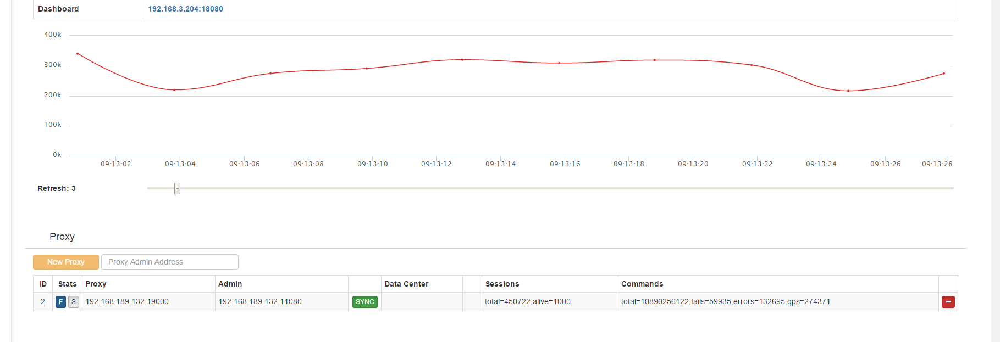 Dashboard 192.168.3.204:18080
400k
300k
200k
100k
0k
09:13:02 09:13:04 09:13:06 09:13:08 09:13:10 09:13:12 09:13:14 09:13:16 09:13:18 09:13:20 09:13:22 09:13:24 09:13:26 09:13:28
Refresh: 3
Proxy
New Proxy Proxy Admin Address
ID Stats Proxy Admin Data Center Sessions Commands
2 F S 192.168.189.132:19000 192.168.189.132:11080 SYNC total=450722,alive=1000 total=10890256122,fails=59935,errors=132695,qps=274371